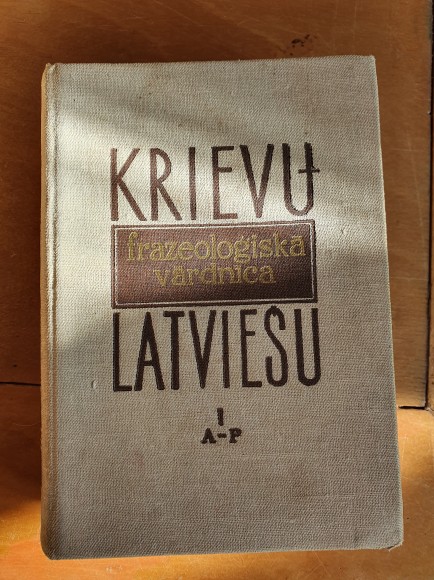 KRIEVU-
frazeoloģiskā
vārdnīca
LATVIEŠU
I
A-P